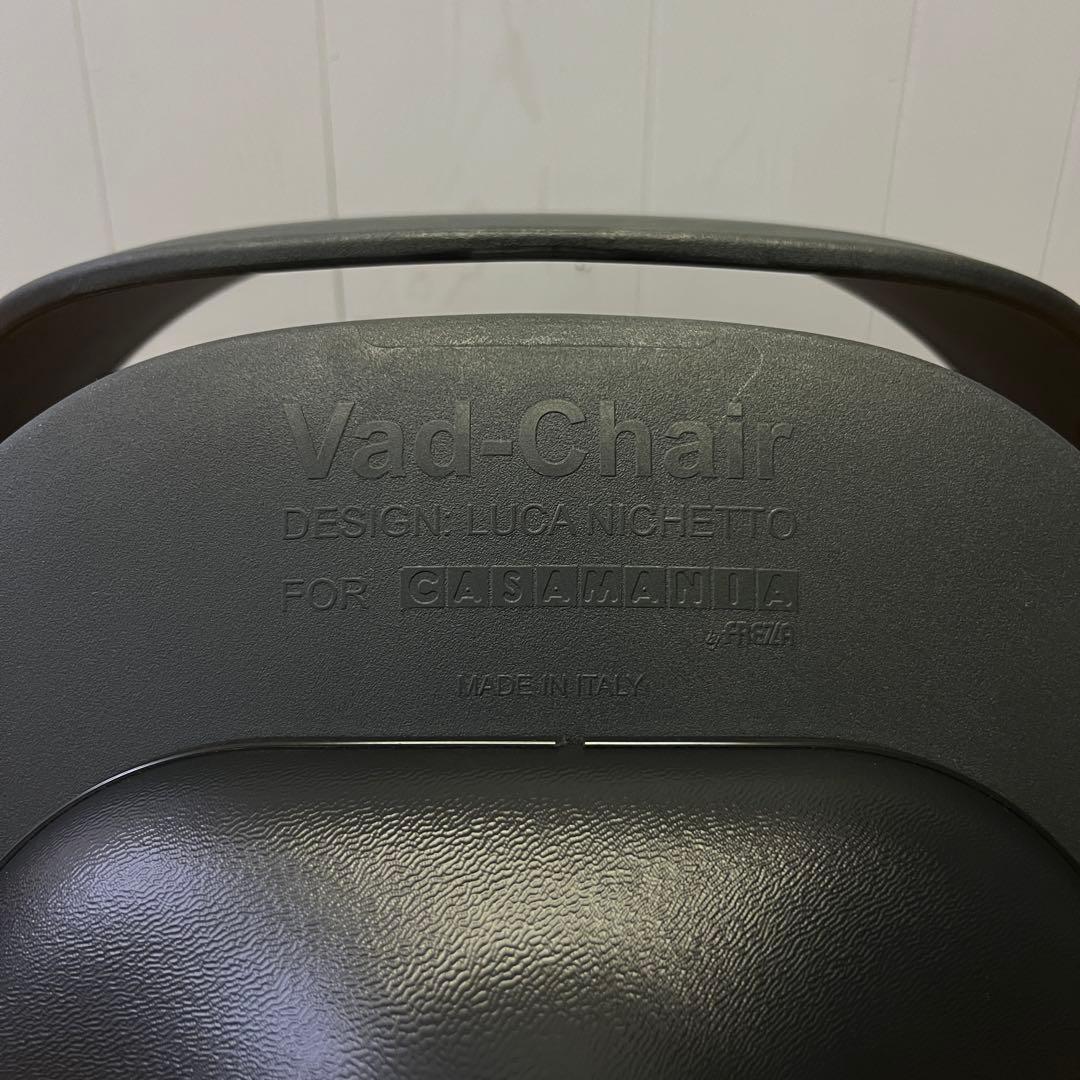 Vad-Chair
DESIGN: LUCA NICHETTO
FOR CASAMANIA
by FREZZA
MADE IN ITALY